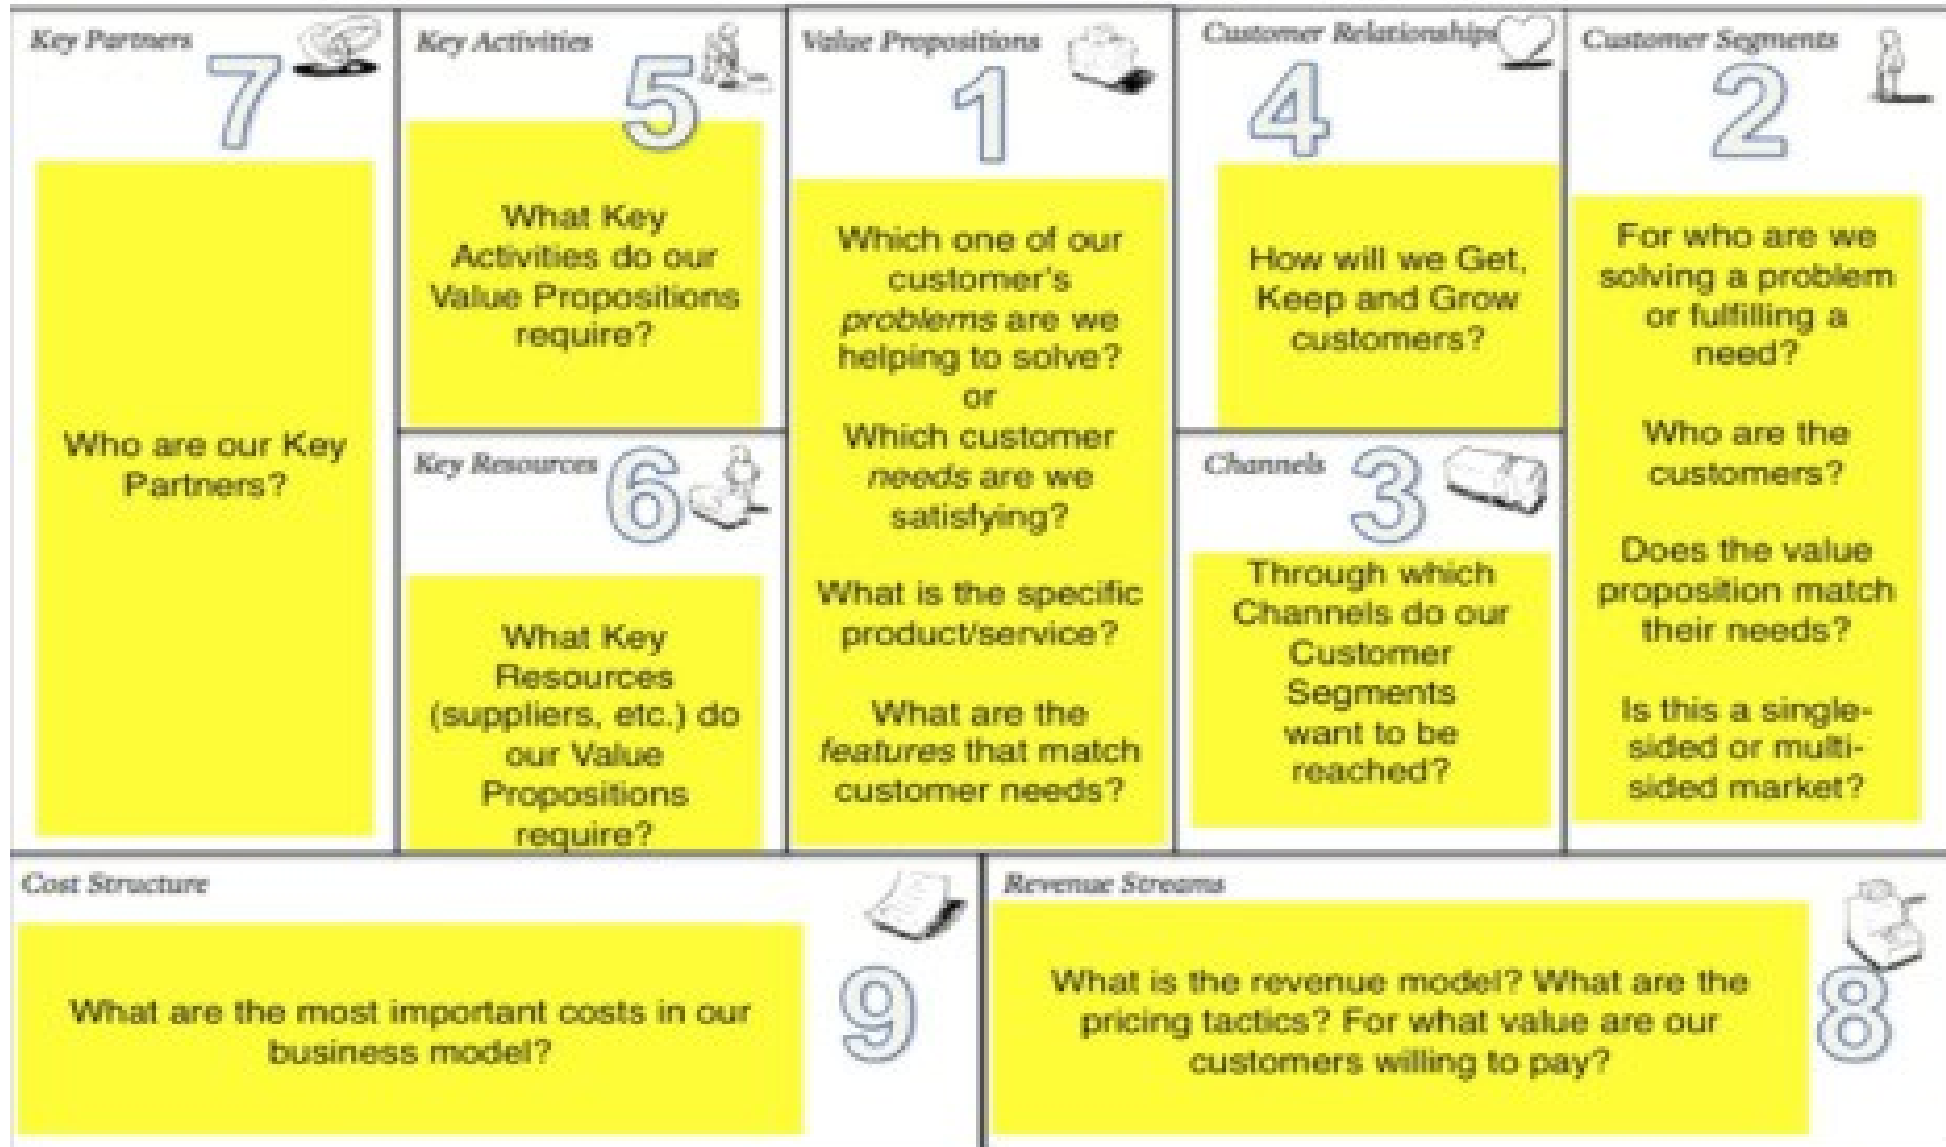 Key Partners
7
Who are our Key
Partners?
Key Activities
5
What Key
Activities do our
Value Propositions
require?
Key Resources
6
What Key
Resources
(suppliers, etc.) do
our Value
Propositions
require?
Value Propositions
1
Which one of our
customer's
problems are we
helping to solve?
or
Which customer
needs are we
satisfying?
What is the specific
product/service?
What are the
features that match
customer needs?
Customer Relationships
4
How will we Get,
Keep and Grow
customers?
Channels
3
Through which
Channels do our
Customer
Segments
want to be
reached?
Customer Segments
2
For who are we
solving a problem
or fulfilling a
need?
Who are the
customers?
Does the value
proposition match
their needs?
Is this a single-
sided or multi-
sided market?
Cost Structure
9
What are the most important costs in our
business model?
Revenue Streams
8
What is the revenue model? What are the
pricing tactics? For what value are our
customers willing to pay?